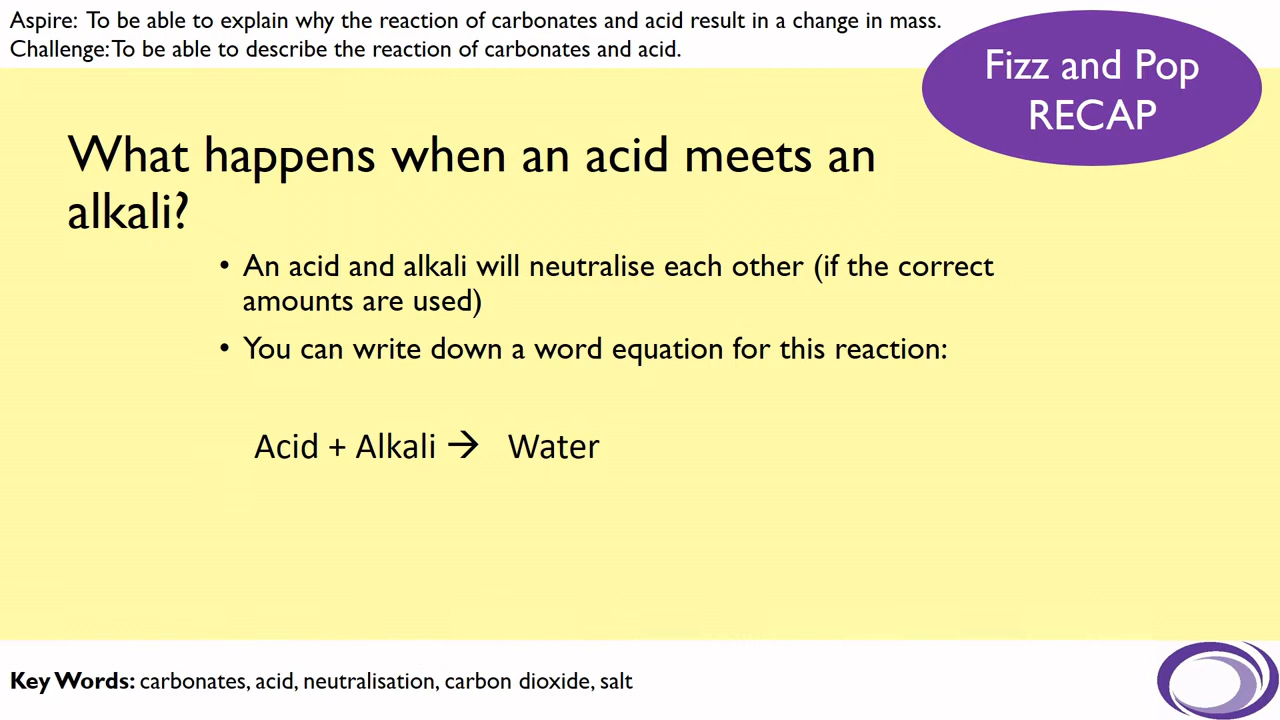 Aspire: To be able to explain why the reaction of carbonates and acid result in a change in mass.
Challenge: To be able to describe the reaction of carbonates and acid.
Fizz and Pop
RECAP
What happens when an acid meets an
alkali?
• An acid and alkali will neutralise each other (if the correct
amounts are used)
• You can write down a word equation for this reaction:
Acid + Alkali → Water
Key Words: carbonates, acid, neutralisation, carbon dioxide, salt